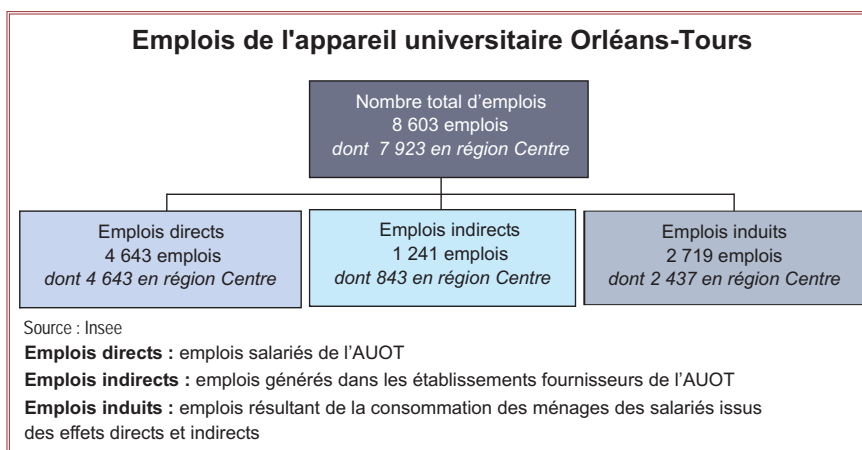 Emplois de l'appareil universitaire Orléans-Tours
Nombre total d’emplois
8 603 emplois
dont 7 923 en région Centre
Emplois directs
4 643 emplois
dont 4 643 en région Centre
Emplois indirects
1 241 emplois
dont 843 en région Centre
Emplois induits
2 719 emplois
dont 2 437 en région Centre
Source : Insee
Emplois directs : emplois salariés de l’AUOT
Emplois indirects : emplois générés dans les établissements fournisseurs de l’AUOT
Emplois induits : emplois résultant de la consommation des ménages des salariés issus
des effets directs et indirects